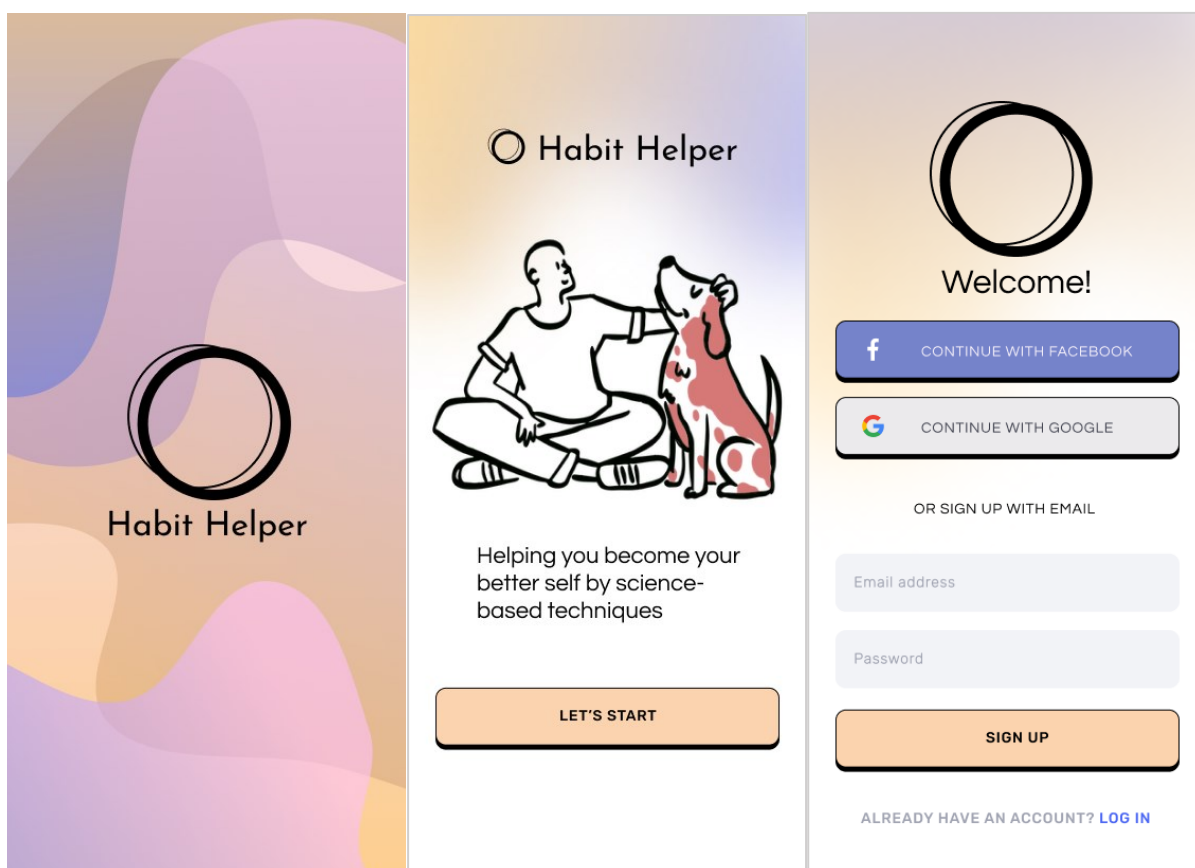 Habit Helper
Habit Helper
Helping you become your
better self by science-
based techniques
LET'S START
Welcome!
CONTINUE WITH FACEBOOK
CONTINUE WITH GOOGLE
OR SIGN UP WITH EMAIL
Email address
Password
SIGN UP
ALREADY HAVE AN ACCOUNT? LOG IN